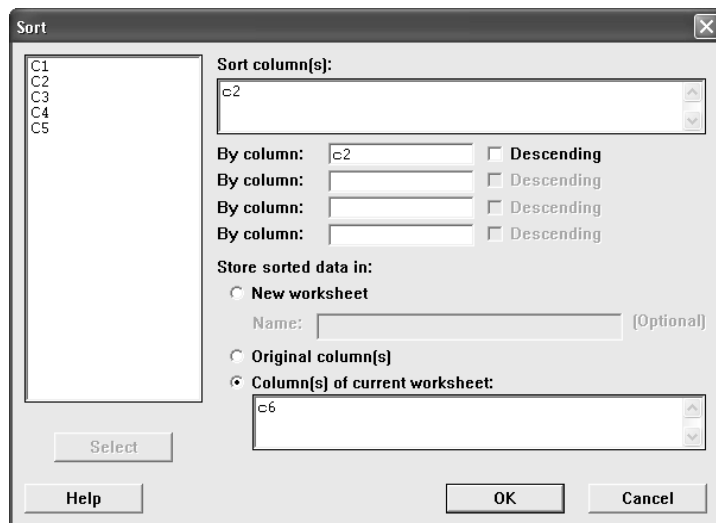 Sort
C1
C2
C3
C4
C5
Sort column(s):
c2
By column: c2 Descending
By column: Descending
By column: Descending
By column: Descending
Store sorted data in:
New worksheet
Name: (Optional)
Original column(s)
Column(s) of current worksheet:
c6
Select
Help OK Cancel